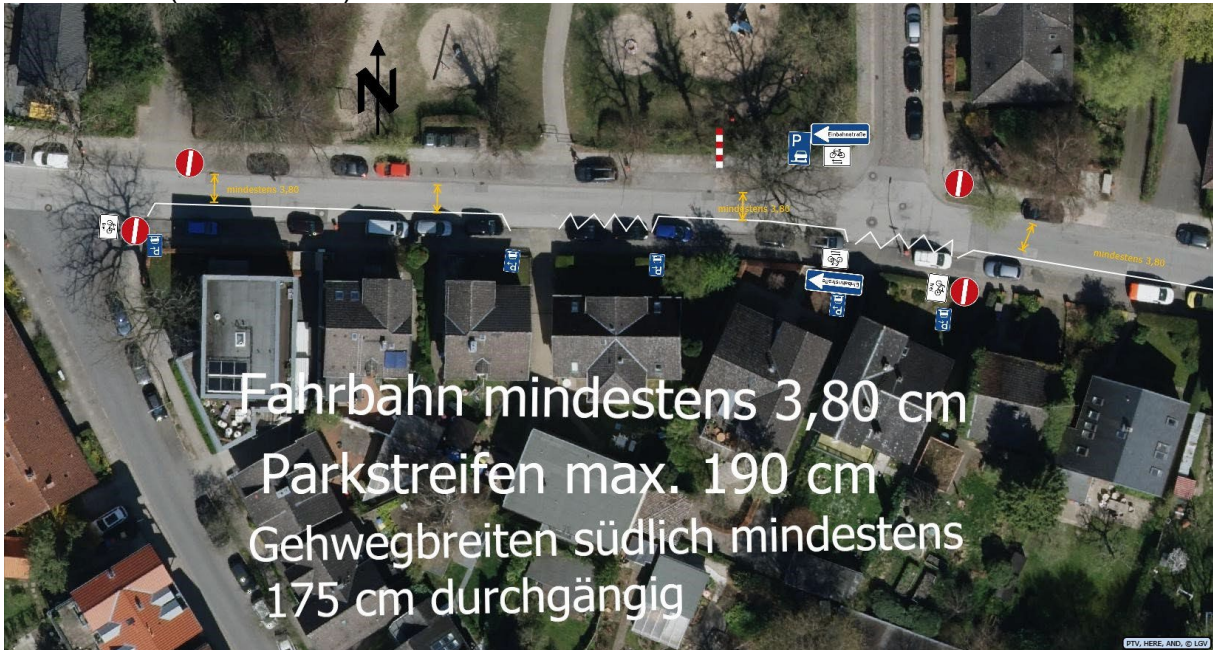 N
P
Einbahnstraße
mindestens 3,80
mindestens 3,80
mindestens 3,80
Einbahnstraße
Fahrbahn mindestens 3,80 cm
Parkstreifen max. 190 cm
Gehwegbreiten südlich mindestens
175 cm durchgängig
PTV, HERE, AND, © LGV